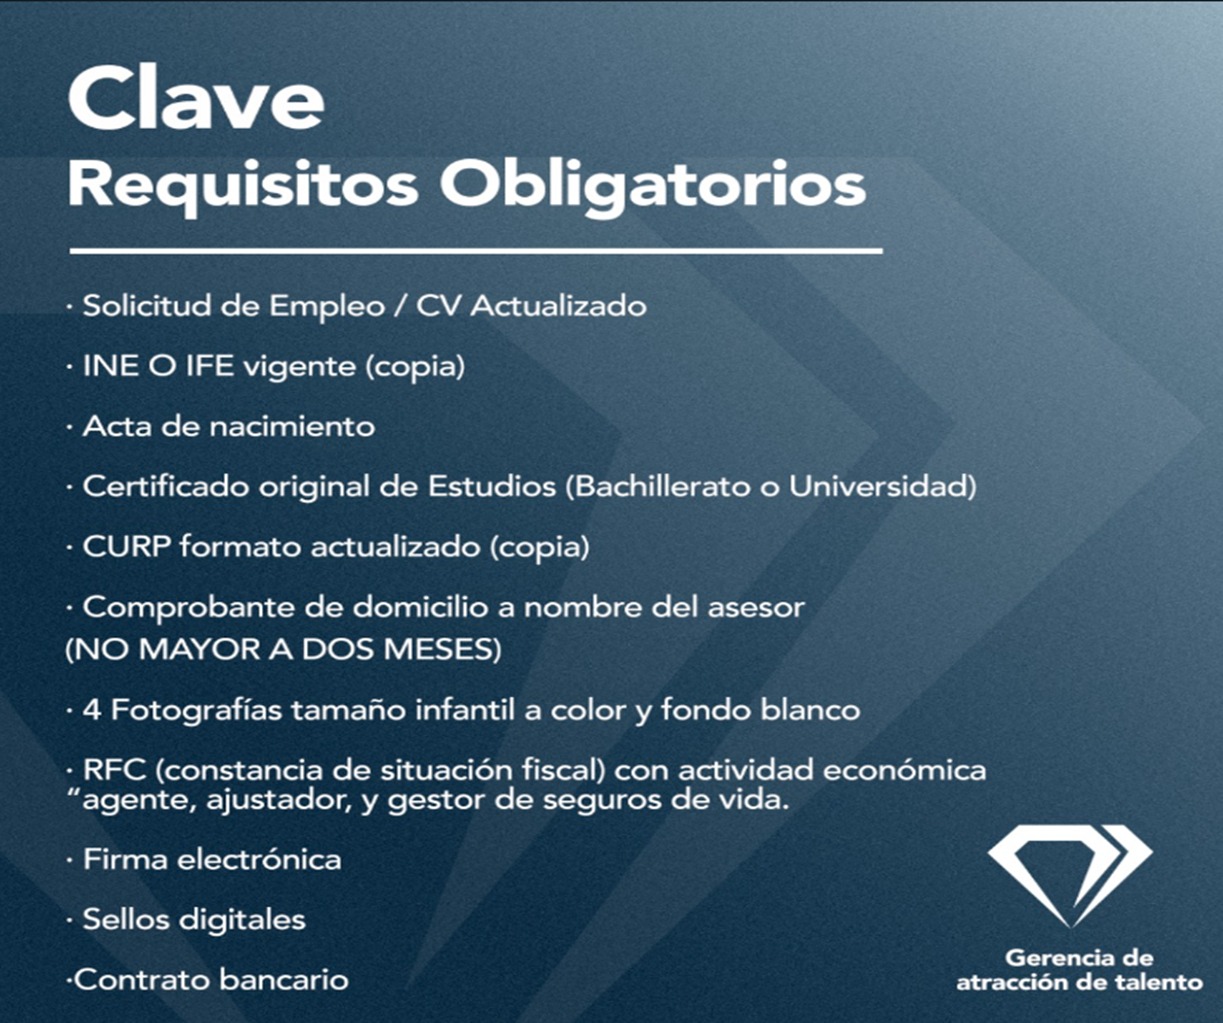 Clave
Requisitos Obligatorios
· Solicitud de Empleo / CV Actualizado
· INE O IFE vigente (copia)
· Acta de nacimiento
· Certificado original de Estudios (Bachillerato o Universidad)
· CURP formato actualizado (copia)
· Comprobante de domicilio a nombre del asesor
(NO MAYOR A DOS MESES)
· 4 Fotografías tamaño infantil a color y fondo blanco
· RFC (constancia de situación fiscal) con actividad económica
“agente, ajustador, y gestor de seguros de vida.
· Firma electrónica
· Sellos digitales
·Contrato bancario
Gerencia de
atracción de talento